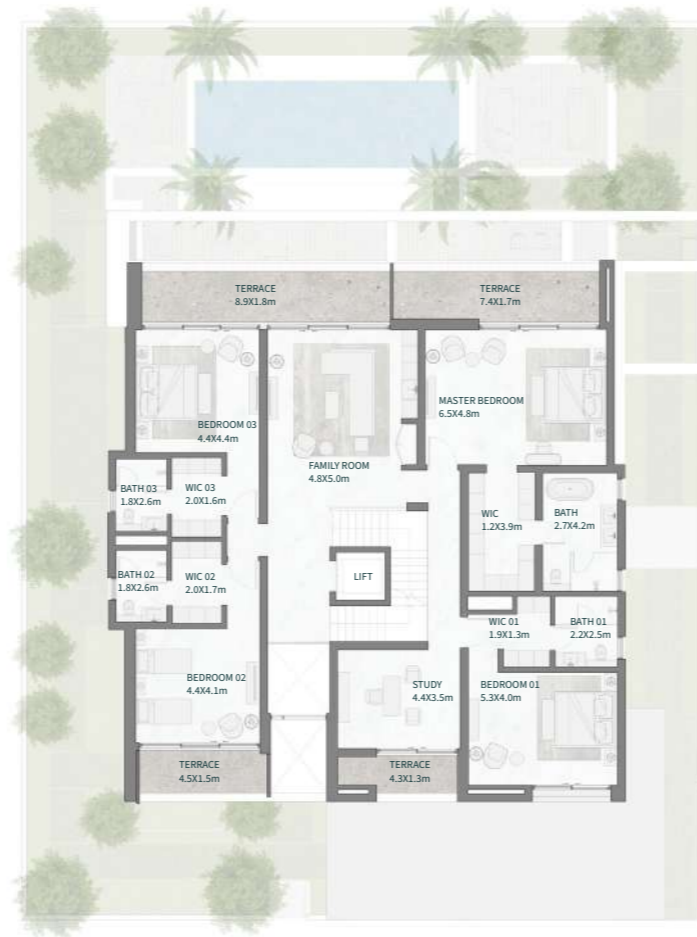 TERRACE
8.9X1.8m
TERRACE
7.4X1.7m
MASTER BEDROOM
6.5X4.8m
BEDROOM 03
4.4X4.4m
FAMILY ROOM
4.8X5.0m
BATH 03
1.8X2.6m
WIC 03
2.0X1.6m
WIC
1.2X3.9m
BATH
2.7X4.2m
BATH 02
1.8X2.6m
WIC 02
2.0X1.7m
LIFT
WIC 01
1.9X1.3m
BATH 01
2.2X2.5m
BEDROOM 02
4.4X4.1m
STUDY
4.4X3.5m
BEDROOM 01
5.3X4.0m
TERRACE
4.5X1.5m
TERRACE
4.3X1.3m